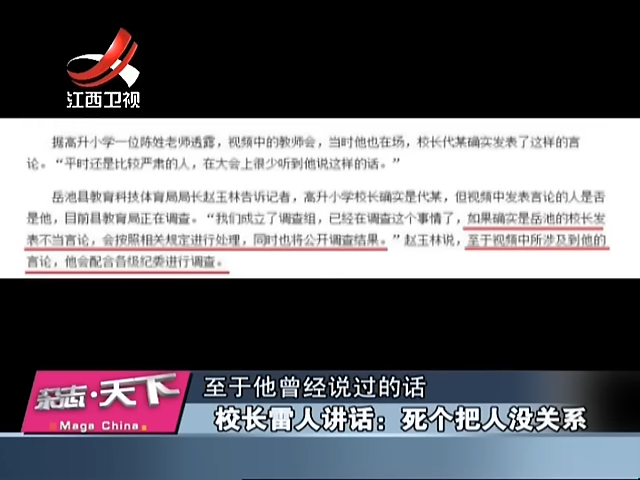 江西卫视
据高升小学一位陈姓老师透露，视频中的教师会，当时他也在场，校长代某确实发表了这样的言
论。“平时还是比较严肃的人，在大会上很少听到他说这样的话。”
岳池县教育科技体育局局长赵玉林告诉记者，高升小学校长确实是代某，但视频中发表言论的人是否
是他，目前县教育局正在调查。“我们成立了调查组，已经在调查这个事情了，如果确实是岳池的校长发
表不当言论，会按照相关规定进行处理，同时也将公开调查结果。”赵玉林说，至于视频中所涉及到他的
言论，他会配合各级纪委进行调查。
杂志·天下
Maga China
至于他曾经说过的话
校长雷人讲话：死个把人没关系